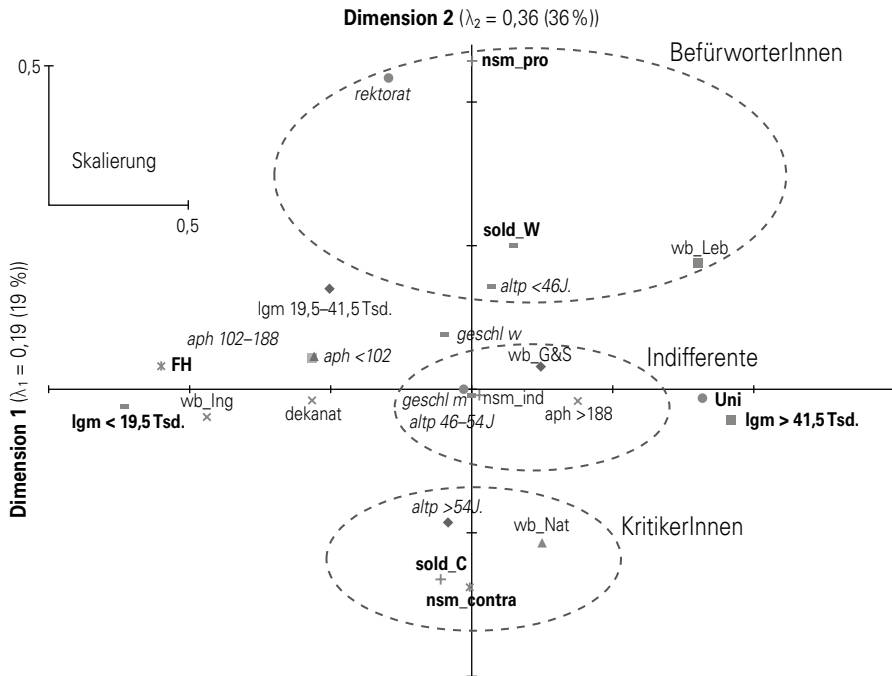 Dimension 2 (λ₂ = 0,36 (36 %))
BefürworterInnen
0,5
nsm_pro
rektorat
Skalierung
0,5
sold_W
wb_Leb
altp <46J.
lgm 19,5–41,5 Tsd.
aph 102–188
geschl w
aph <102
wb_G&S
Indifferente
FH
wb_Ing
dekanat
geschl m
nsm_ind
aph >188
Uni
lgm < 19,5 Tsd.
altp 46–54 J
lgm > 41,5 Tsd.
Dimension 1 (λ₁ = 0,19 (19 %))
altp >54J.
wb_Nat
KritikerInnen
sold_C
nsm_contra